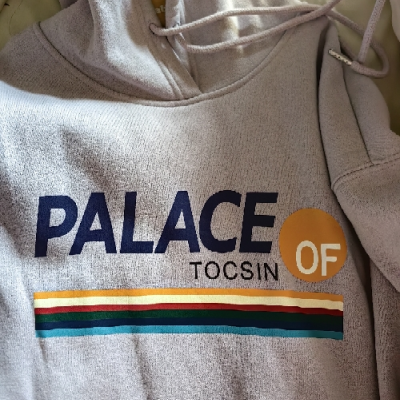 PALACE
OF
TOCSIN